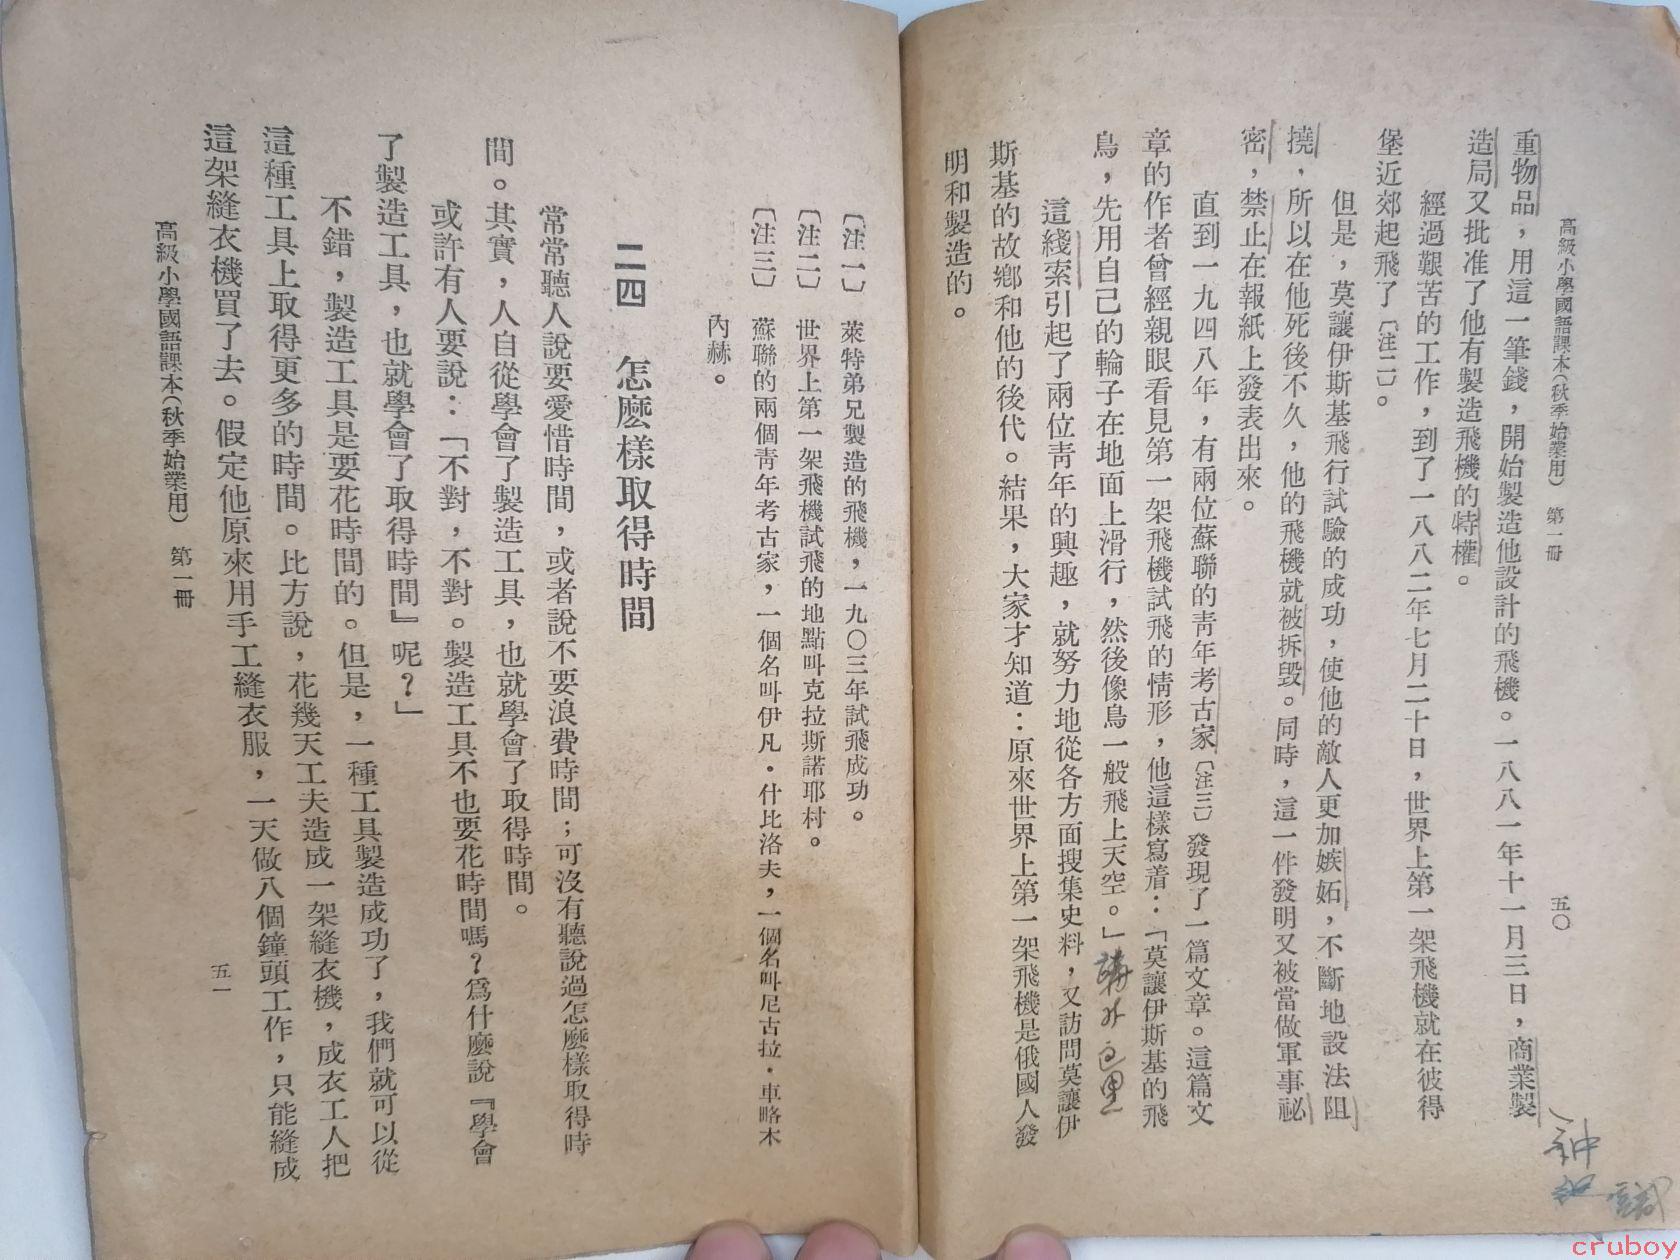 高級小學國語課本(秋季始業用) 第一冊
五〇
重物品，用這一筆錢，開始製造他設計的飛機。一八八一年十一月三日，商業製
造局又批准了他有製造飛機的特權。
經過艱苦的工作，到了一八八二年七月二十日，世界上第一架飛機就在彼得
堡近郊起飛了〔注二〕。
但是，莫讓伊斯基飛行試驗的成功，使他的敵人更加嫉妬，不斷地設法阻
撓，所以在他死後不久，他的飛機就被拆毀。同時，這一件發明又被當做軍事祕
密，禁止在報紙上發表出來。
直到一九四八年，有兩位蘇聯的青年考古家〔注三〕發現了一篇文章。這篇文
章的作者曾經親眼看見第一架飛機試飛的情形，他這樣寫着：「莫讓伊斯基的飛
鳥，先用自己的輪子在地面上滑行，然後像鳥一般飛上天空。」
這綫索引起了兩位青年的興趣，就努力地從各方面搜集史料，又訪問莫讓伊
斯基的故鄉和他的後代。結果，大家才知道：原來世界上第一架飛機是俄國人發
明和製造的。
〔注一〕 萊特弟兄製造的飛機，一九〇三年試飛成功。
〔注二〕 世界上第一架飛機試飛的地點叫克拉斯諾耶村。
〔注三〕 蘇聯的兩個青年考古家，一個名叫伊凡·什比洛夫，一個名叫尼古拉·車略木
內赫。
二四 怎麼樣取得時間
常常聽人說要愛惜時間，或者說不要浪費時間；可沒有聽說過怎麼樣取得時
間。其實，人自從學會了製造工具，也就學會了取得時間。
或許有人要說：「不對，不對。製造工具不也要花時間嗎？爲什麼說『學會
了製造工具，也就學會了取得時間』呢？」
不錯，製造工具是要花時間的。但是，一種工具製造成功了，我們就可以從
這種工具上取得更多的時間。比方說，花幾天工夫造成一架縫衣機，成衣工人把
這架縫衣機買了去。假定他原來用手工縫衣服，一天做八個鐘頭工作，只能縫成
高級小學國語課本(秋季始業用) 第一冊
五一
cruboy